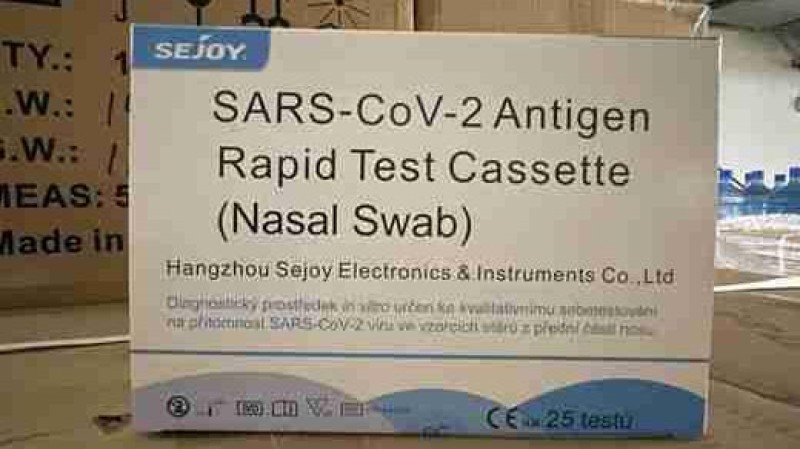 TY.:
.W.:
G.W.:
MEAS: 5
Made in
SEJOY
SARS-CoV-2 Antigen
Rapid Test Cassette
(Nasal Swab)
Hangzhou Sejoy Electronics & Instruments Co.,Ltd
Diagnostický prostředek in vitro určen ke kvalitativnímu sebetestování
na přítomnost SARS-CoV-2 viru ve vzorcích stěrů z přední části nosu.
CE 25 testů